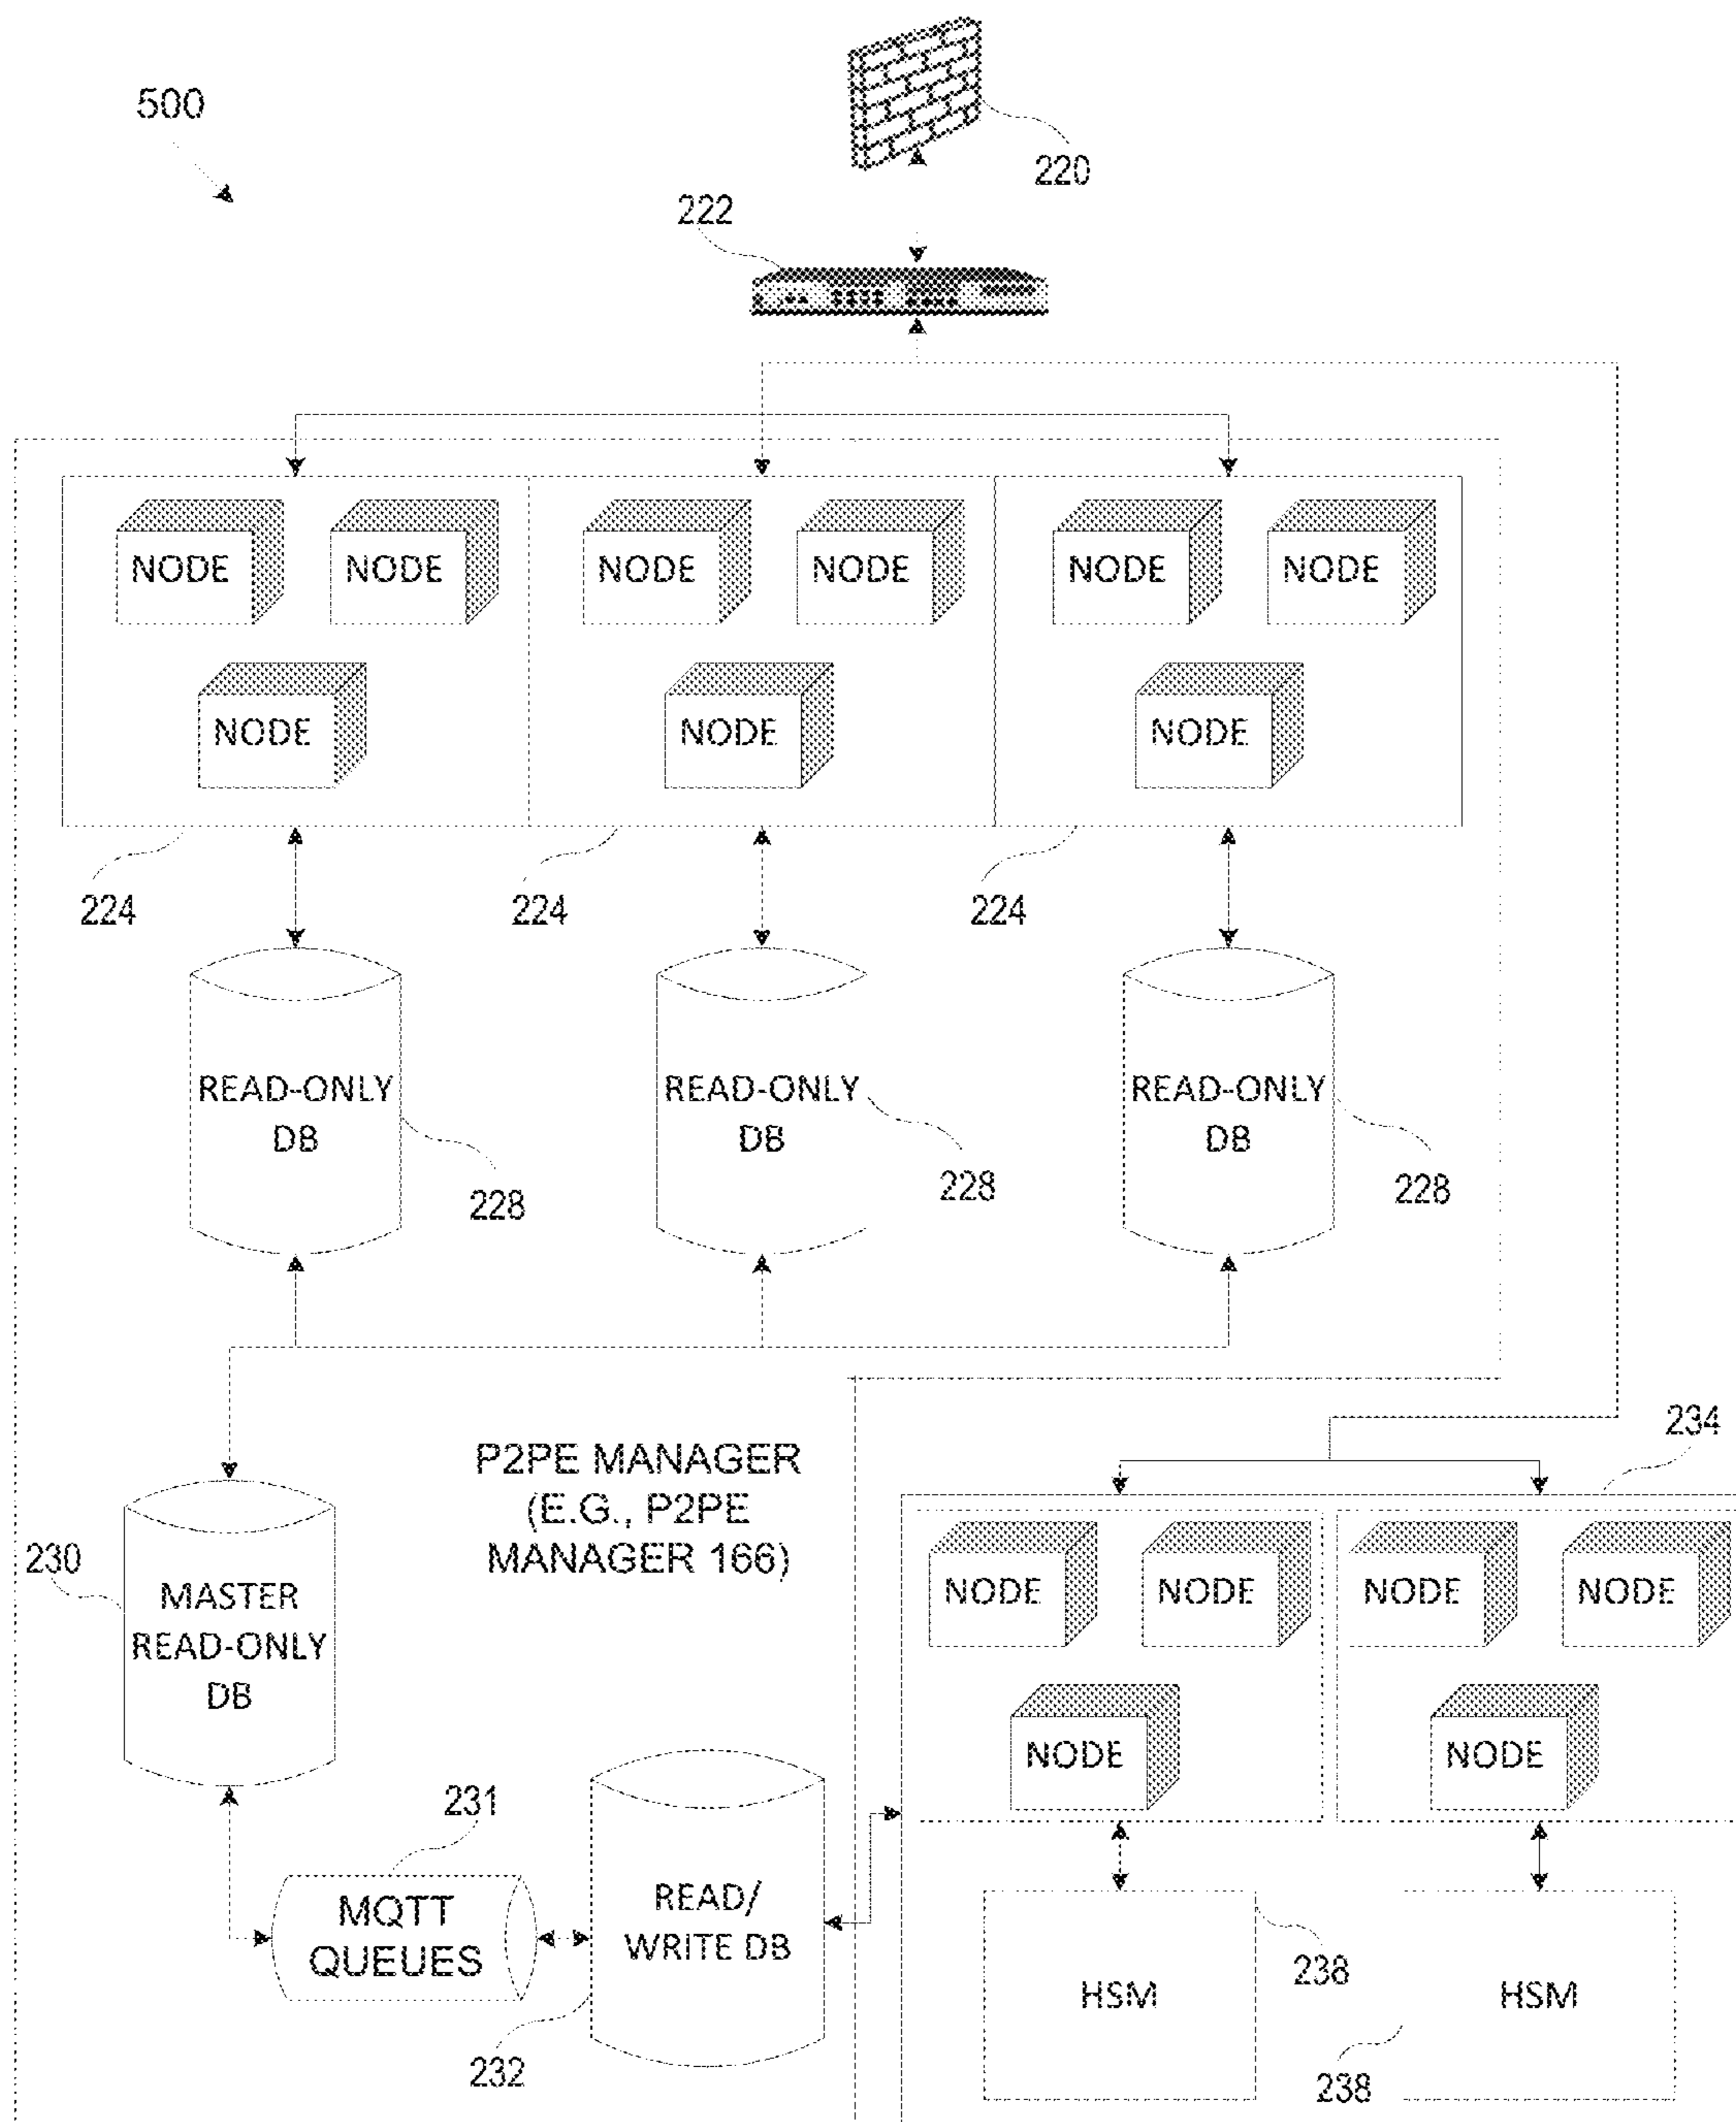 500
220
222
NODE NODE NODE NODE NODE NODE
NODE NODE NODE
224 224 224
READ-ONLY
DB
READ-ONLY
DB
READ-ONLY
DB
228 228 228
P2PE MANAGER
(E.G., P2PE
MANAGER 166)
234
230
MASTER
READ-ONLY
DB
NODE NODE NODE NODE
NODE NODE
231
MQTT
QUEUES
READ/
WRITE DB
232
HSM
238
HSM
238